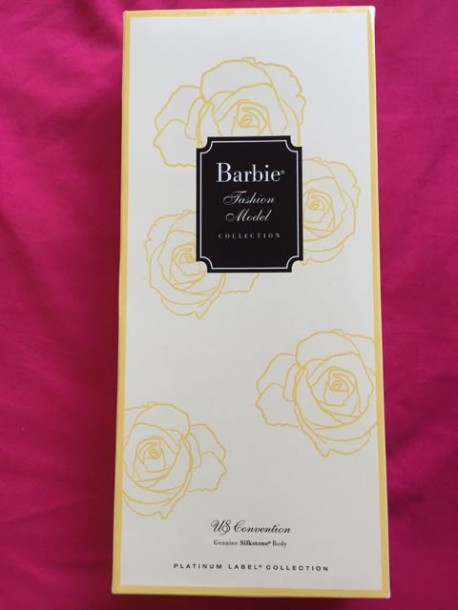 Barbie®
Fashion
Model
COLLECTION
US Convention
Genuine Silkstone® Body
PLATINUM LABEL® COLLECTION